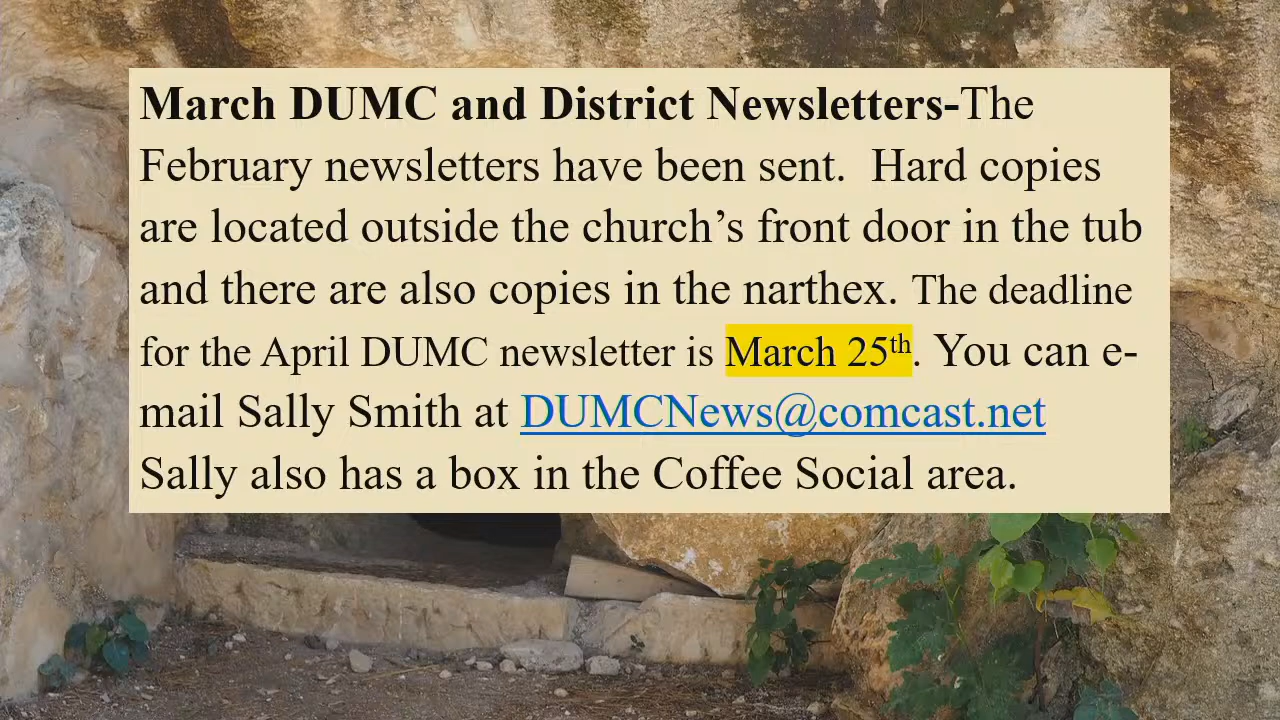 March DUMC and District Newsletters-The
February newsletters have been sent.  Hard copies
are located outside the church’s front door in the tub
and there are also copies in the narthex. The deadline
for the April DUMC newsletter is March 25th. You can e-
mail Sally Smith at DUMCNews@comcast.net
Sally also has a box in the Coffee Social area.